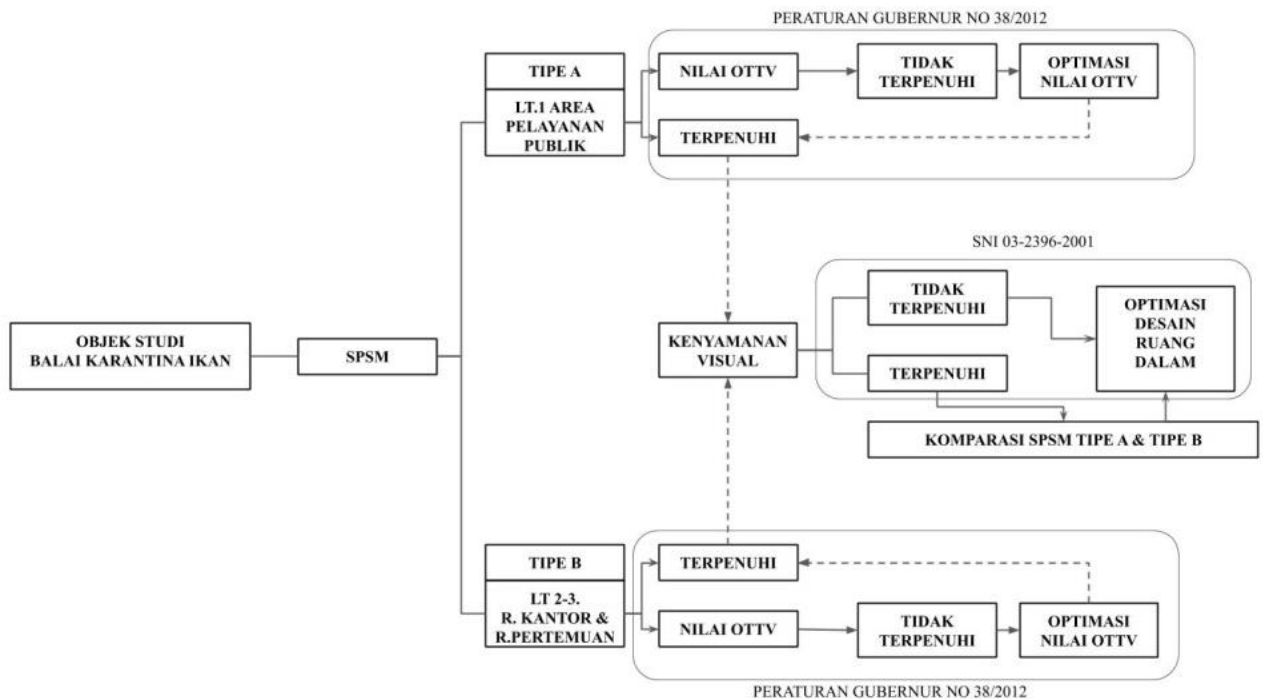 PERATURAN GUBERNUR NO 38/2012
TIPE A
LT.1 AREA
PELAYANAN
PUBLIK
NILAI OTTV
TIDAK
TERPENUHI
OPTIMASI
NILAI OTTV
TERPENUHI
SNI 03-2396-2001
OBJEK STUDI
BALAI KARANTINA IKAN
SPSM
KENYAMANAN
VISUAL
TIDAK
TERPENUHI
TERPENUHI
OPTIMASI
DESAIN
RUANG
DALAM
KOMPARASI SPSM TIPE A & TIPE B
TIPE B
LT 2-3.
R. KANTOR &
R.PERTEMUAN
TERPENUHI
NILAI OTTV
TIDAK
TERPENUHI
OPTIMASI
NILAI OTTV
PERATURAN GUBERNUR NO 38/2012